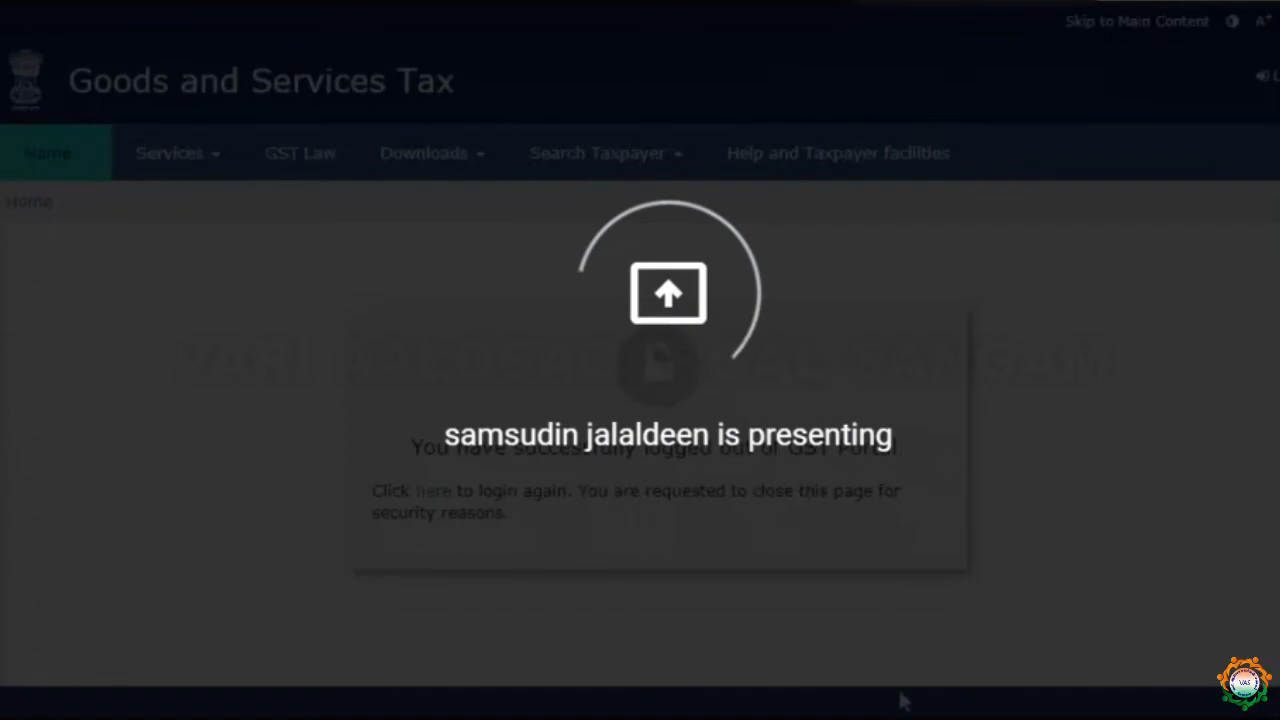 Skip to Main Content
A+
Goods and Services Tax
Home
Services
GST Law
Downloads
Search Taxpayer
Help and Taxpayer facilities
Home
samsudin jalaldeen is presenting
You have successfully logged out of GST Portal
Click here to login again. You are requested to close this page for
security reasons.
VAS